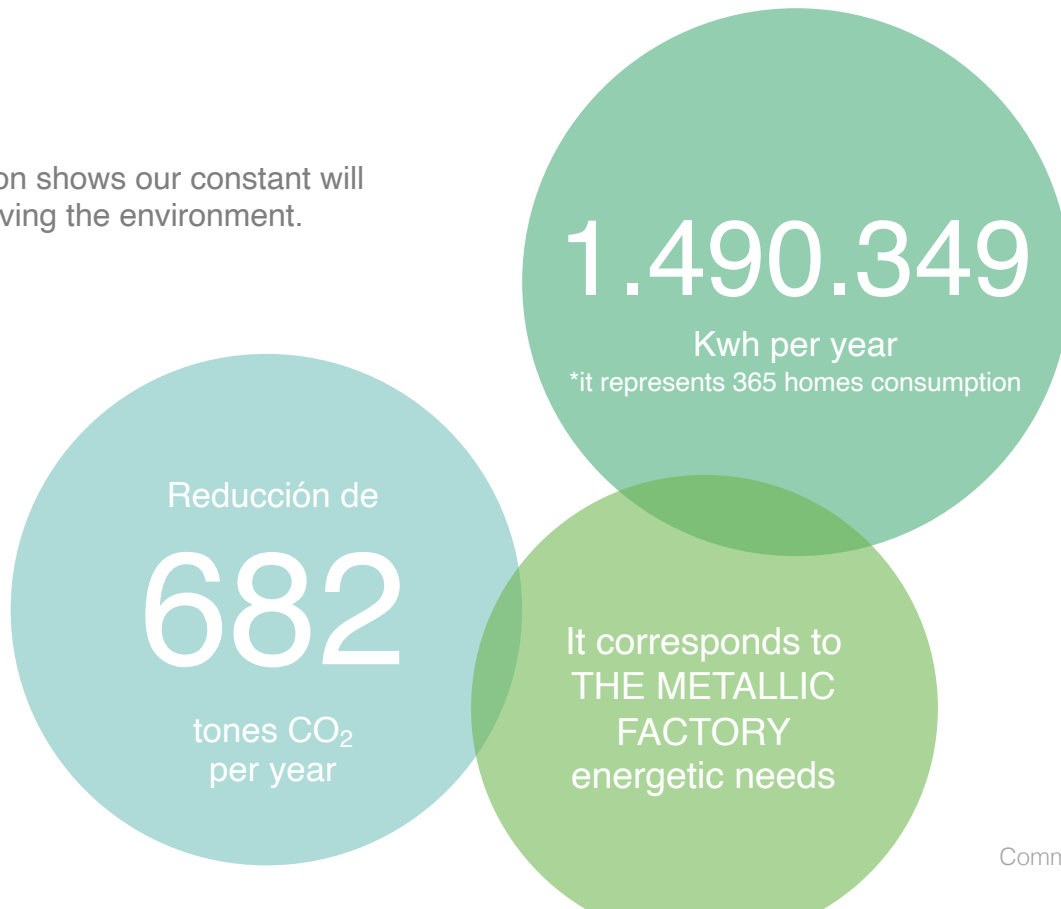 on shows our constant will
ving the environment.
1.490.349
Kwh per year
*it represents 365 homes consumption
Reducción de
682
tones CO₂
per year
It corresponds to
THE METALLIC
FACTORY
energetic needs
Comm